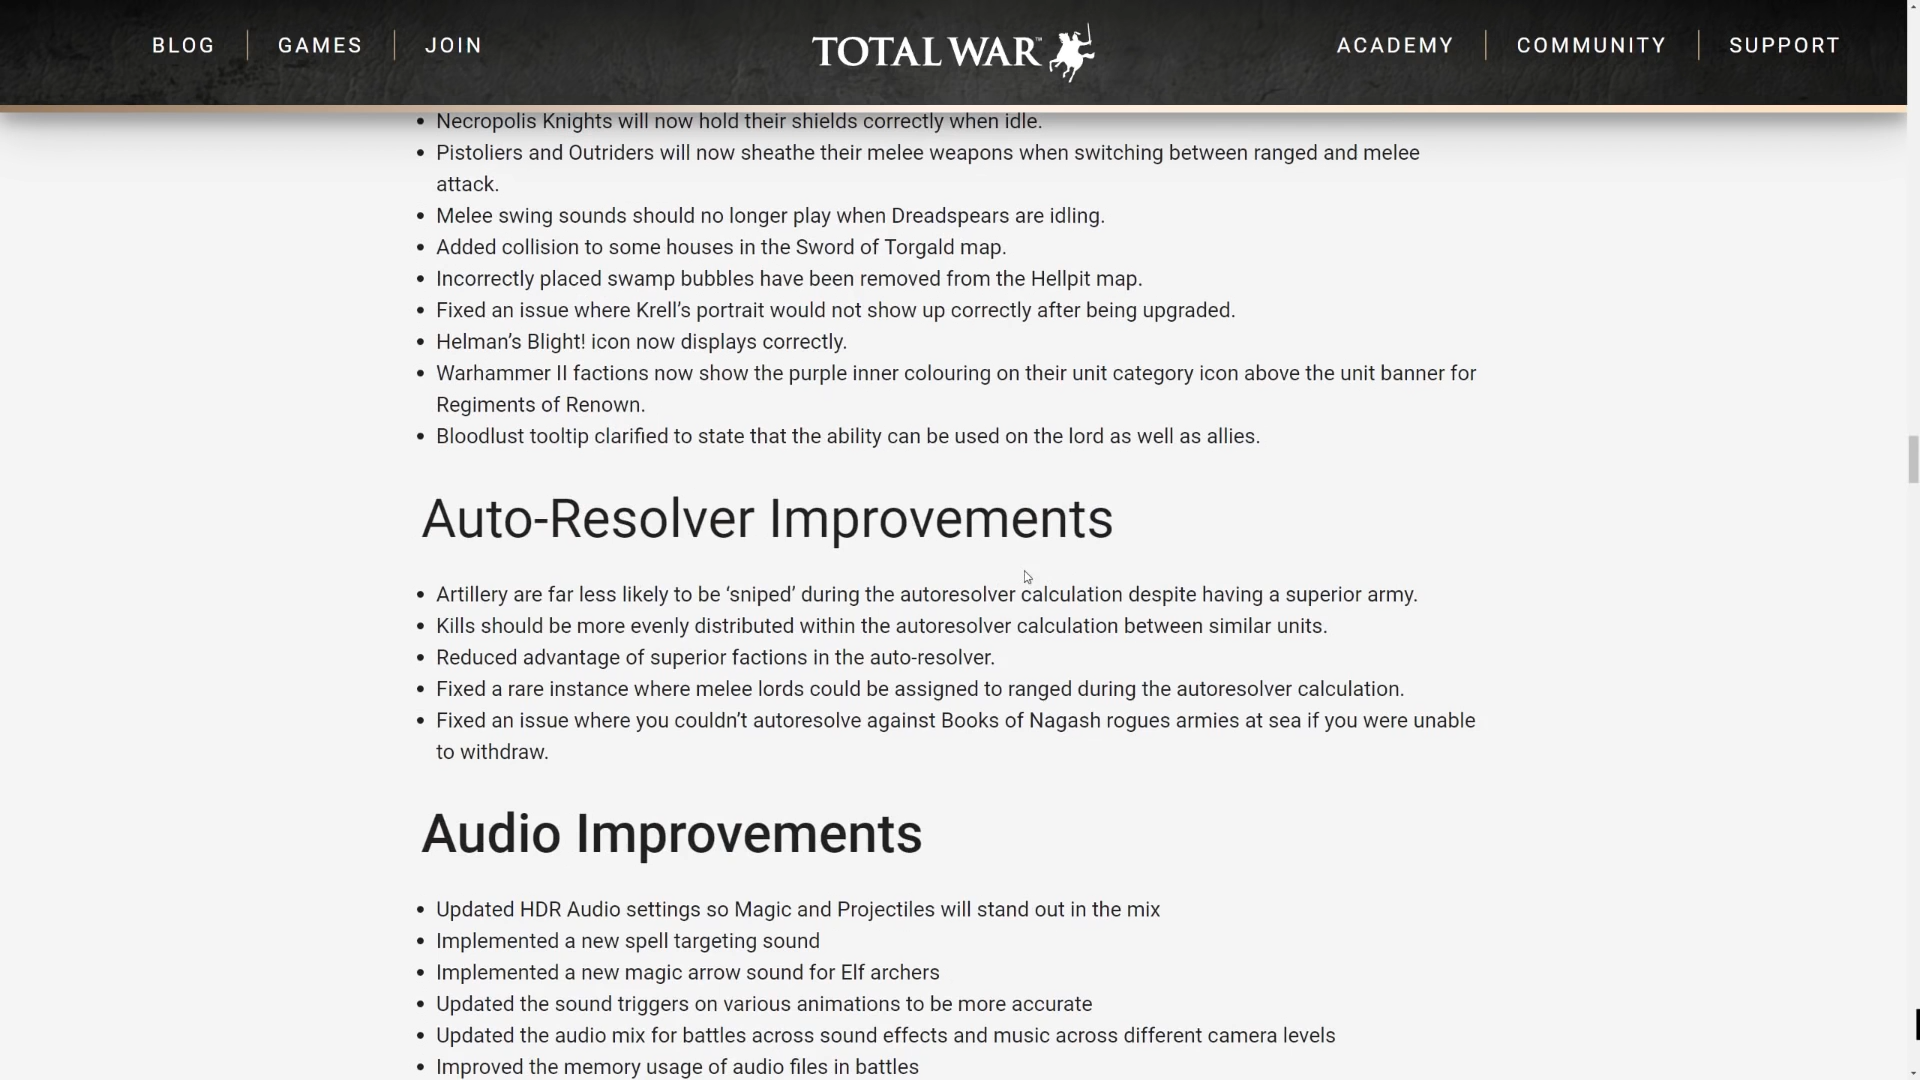 BLOG
GAMES
JOIN
TOTAL WAR™
ACADEMY
COMMUNITY
SUPPORT
• Necropolis Knights will now hold their shields correctly when idle.
• Pistoliers and Outriders will now sheathe their melee weapons when switching between ranged and melee
attack.
• Melee swing sounds should no longer play when Dreadspears are idling.
• Added collision to some houses in the Sword of Torgald map.
• Incorrectly placed swamp bubbles have been removed from the Hellpit map.
• Fixed an issue where Krell’s portrait would not show up correctly after being upgraded.
• Helman’s Blight! icon now displays correctly.
• Warhammer II factions now show the purple inner colouring on their unit category icon above the unit banner for
Regiments of Renown.
• Bloodlust tooltip clarified to state that the ability can be used on the lord as well as allies.
Auto-Resolver Improvements
• Artillery are far less likely to be ‘sniped’ during the autoresolver calculation despite having a superior army.
• Kills should be more evenly distributed within the autoresolver calculation between similar units.
• Reduced advantage of superior factions in the auto-resolver.
• Fixed a rare instance where melee lords could be assigned to ranged during the autoresolver calculation.
• Fixed an issue where you couldn’t autoresolve against Books of Nagash rogues armies at sea if you were unable
to withdraw.
Audio Improvements
• Updated HDR Audio settings so Magic and Projectiles will stand out in the mix
• Implemented a new spell targeting sound
• Implemented a new magic arrow sound for Elf archers
• Updated the sound triggers on various animations to be more accurate
• Updated the audio mix for battles across sound effects and music across different camera levels
• Improved the memory usage of audio files in battles